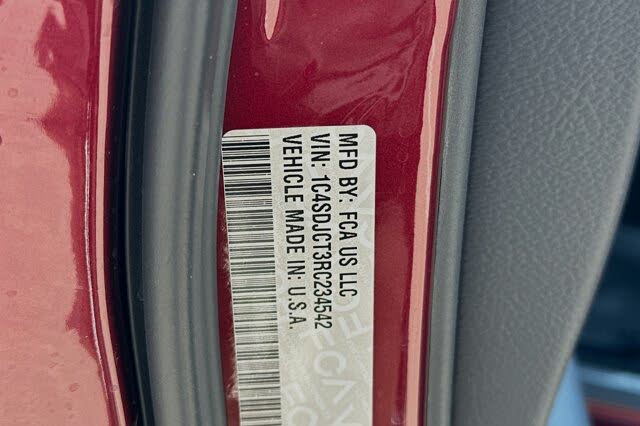 MFD BY: FCA US LLC
VIN: 1C4SDJCT3RC234542
VEHICLE MADE IN: U.S.A.